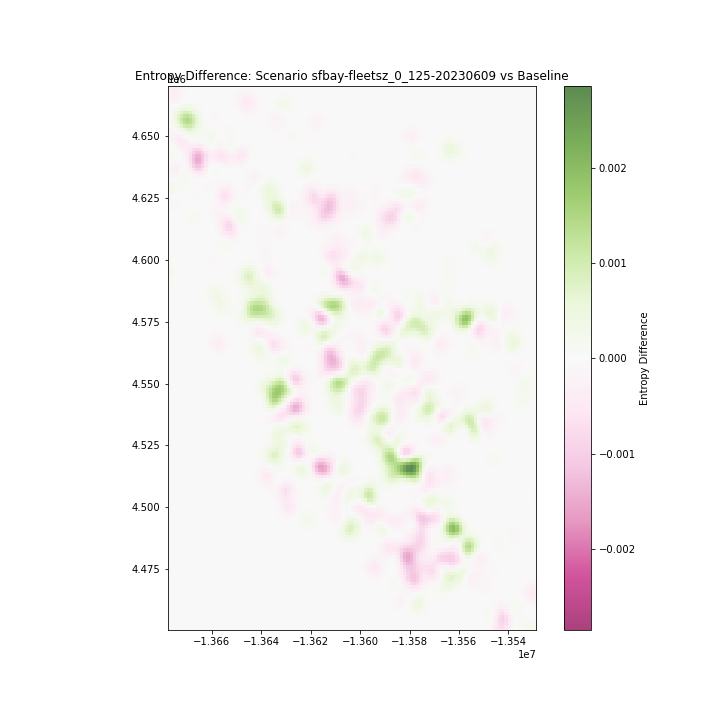 Entropy Difference: Scenario sfbay-fleetsz_0_125-20230609 vs Baseline
1e6
4.650
4.625
4.600
4.575
4.550
4.525
4.500
4.475
−1.366 −1.364 −1.362 −1.360 −1.358 −1.356 −1.354
1e7
0.002
0.001
0.000
−0.001
−0.002
Entropy Difference